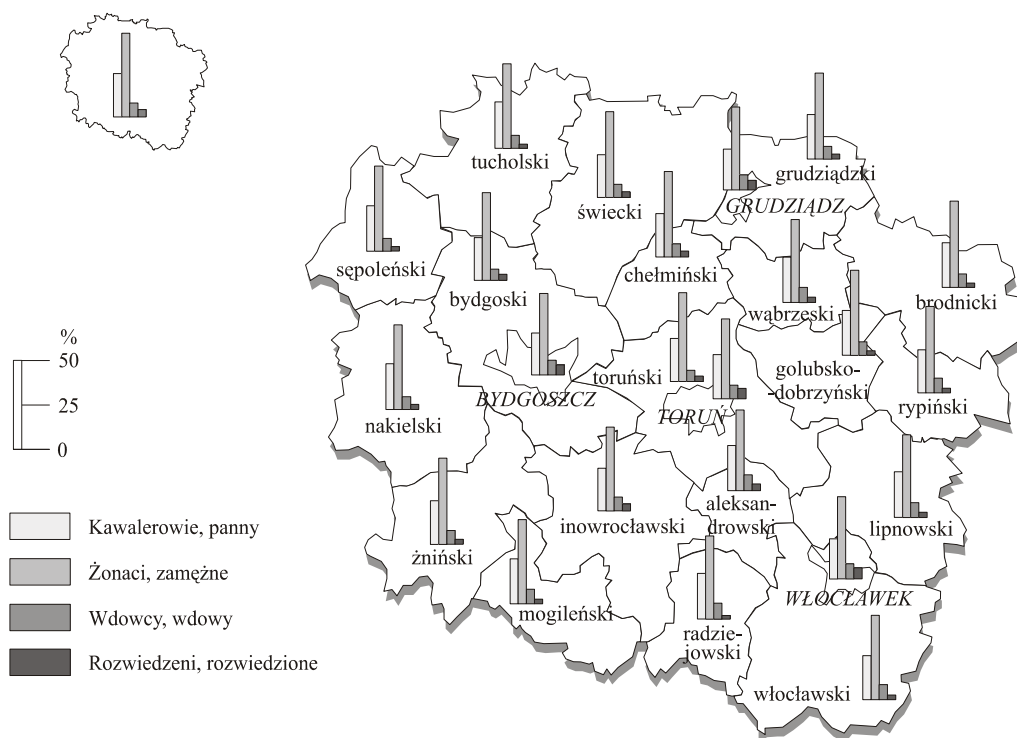 tucholski
grudziądzki
świecki
GRUDZIĄDZ
sępoleński
bydgoski
chełmiński
wąbrzeski
brodnicki
%
50
25
0
toruński
golubsko-
-dobrzyński
BYDGOSZCZ
TORUŃ
rypiński
nakielski
aleksan-
drowski
inowrocławski
lipnowski
żniński
mogileński
WŁOCŁAWEK
radzie-
jowski
włocławski
Kawalerowie, panny
Żonaci, zamężne
Wdowcy, wdowy
Rozwiedzeni, rozwiedzione